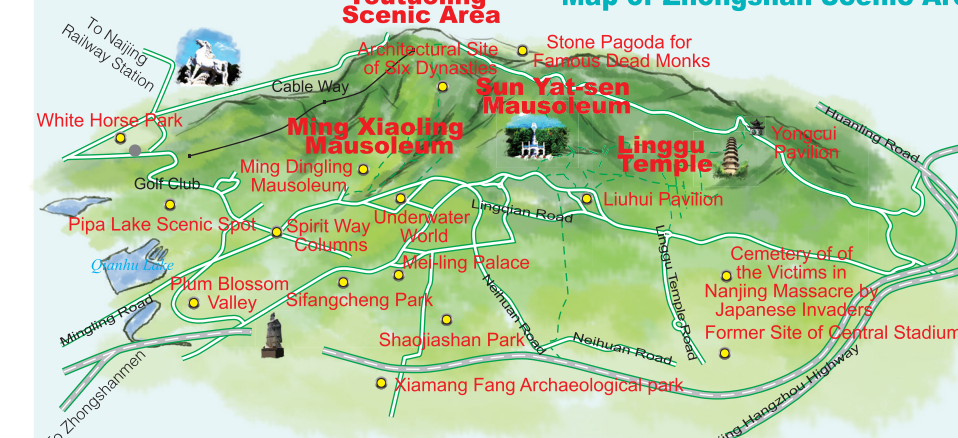 Scenic Area
Map of Zhongshan Scenic
To Naijing
Railway Station
Architectural Site
of Six Dynasties
Stone Pagoda for
Famous Dead Monks
Cable Way
Sun Yat-sen
Mausoleum
White Horse Park
Ming Xiaoling
Mausoleum
Huanling Road
Yongcui
Pavilion
Linggu
Temple
Ming Dingling
Mausoleum
Golf Club
Liuhui Pavilion
Pipa Lake Scenic Spot
Spirit Way
Columns
Underwater
World
Lingqian Road
Qianhu Lake
Mei-ling Palace
Linggu Temple Road
Cemetery of of
the Victims in
Nanjing Massacre by
Japanese Invaders
Plum Blossom
Valley
Sifangcheng Park
Neihuan Road
Mingling Road
Shaojiashan Park
Neihuan Road
Former Site of Central Stadium
Xiamang Fang Archaeological park
Hangzhou Highway
Zhongshanmen